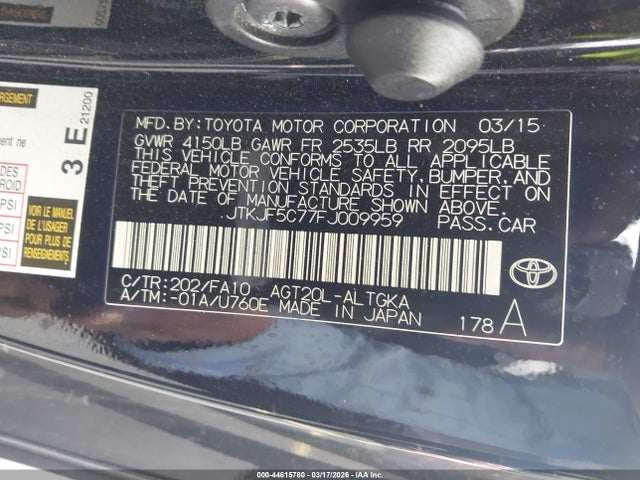 MFD.BY:TOYOTA MOTOR CORPORATION 03/15
GVWR 4150LB GAWR FR 2535LB RR 2095LB
THIS VEHICLE CONFORMS TO ALL APPLICABLE
FEDERAL MOTOR VEHICLE SAFETY, BUMPER, AND
THEFT PREVENTION STANDARDS IN EFFECT ON
THE DATE OF MANUFACTURE SHOWN ABOVE.
JTKJF5C77FJ009959 PASS.CAR
C/TR:202/FA10 AGT20L-ALTGKA
A/TM:-01A/U760E MADE IN JAPAN
178 A
3 E
21200
VOIR LE MANUEL
DE L'USAGER
POUR PLUS DE
RENSEIGNEMENTS
PSI
PSI
000-44615780 - 03/17/2026 - IAA Inc.